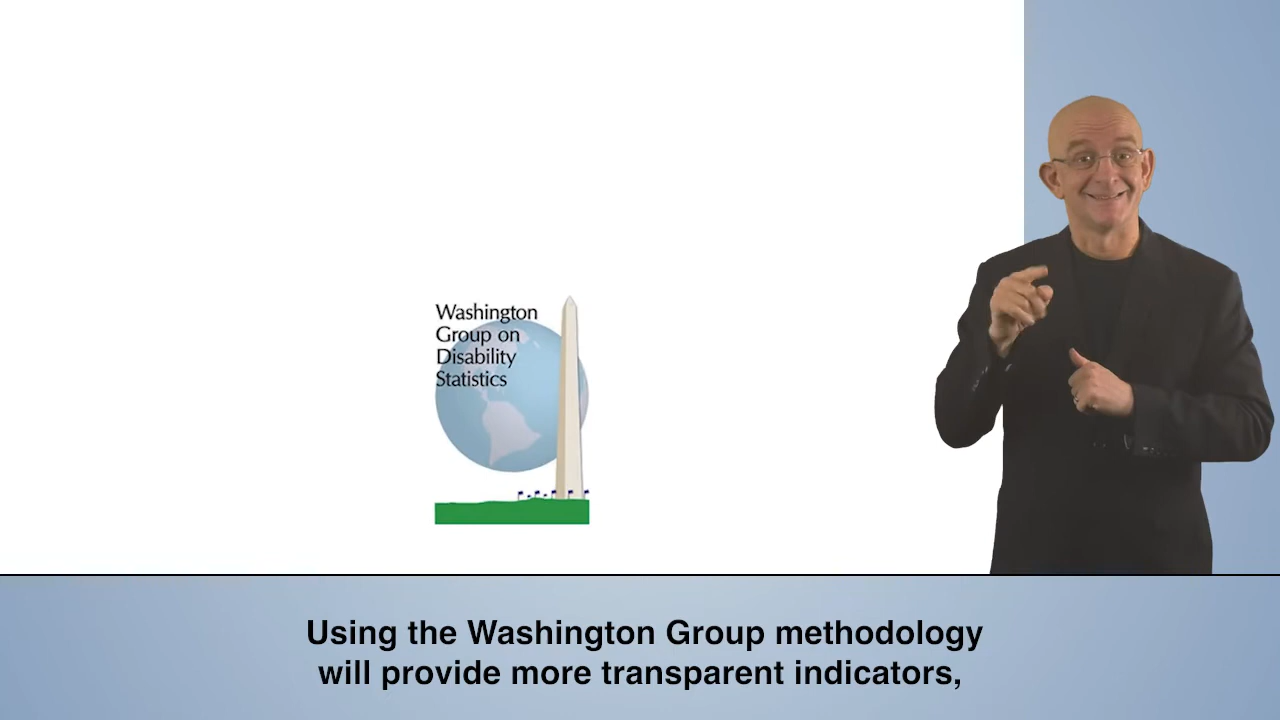 Washington
Group on
Disability
Statistics
Using the Washington Group methodology
will provide more transparent indicators,